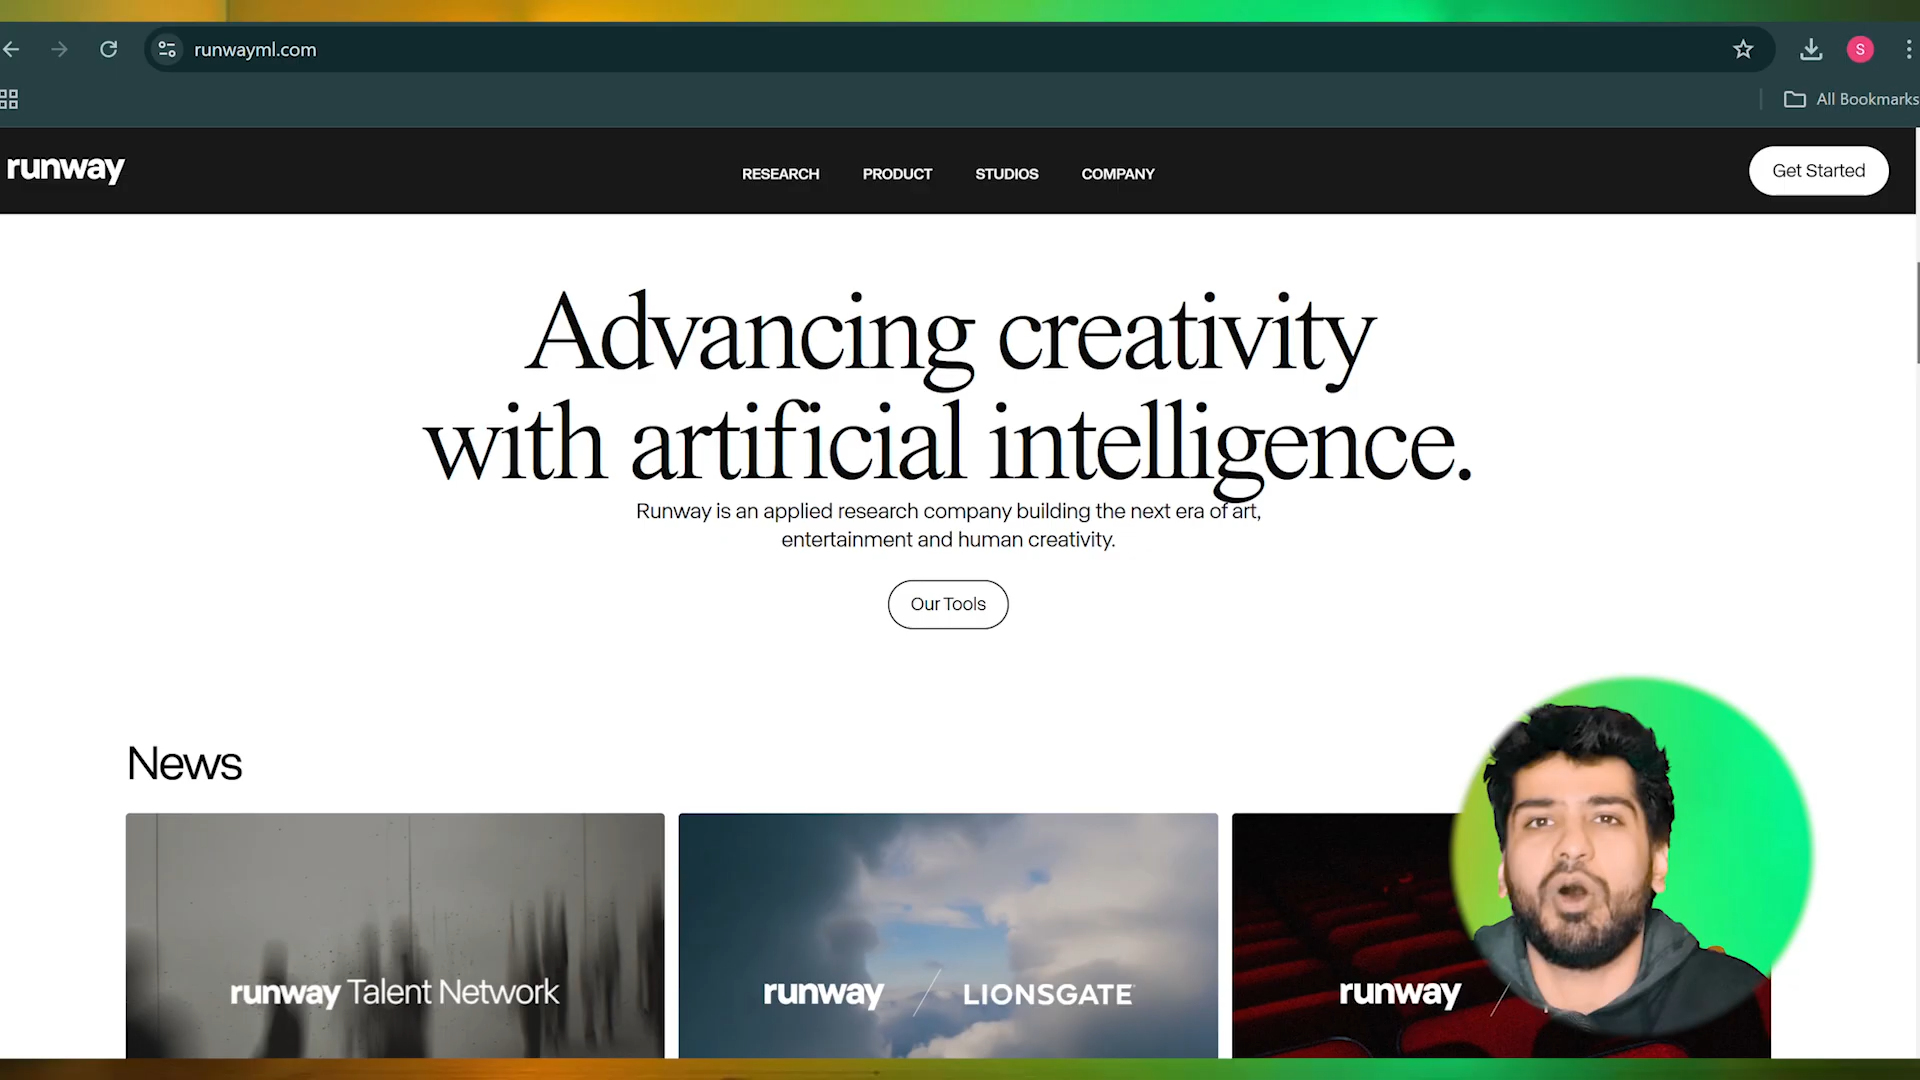 runwayml.com
S
All Bookmarks
runway
RESEARCH
PRODUCT
STUDIOS
COMPANY
Get Started
Advancing creativity
with artificial intelligence.
Runway is an applied research company building the next era of art,
entertainment and human creativity.
Our Tools
News
runway Talent Network
runway / LIONSGATE
runway /